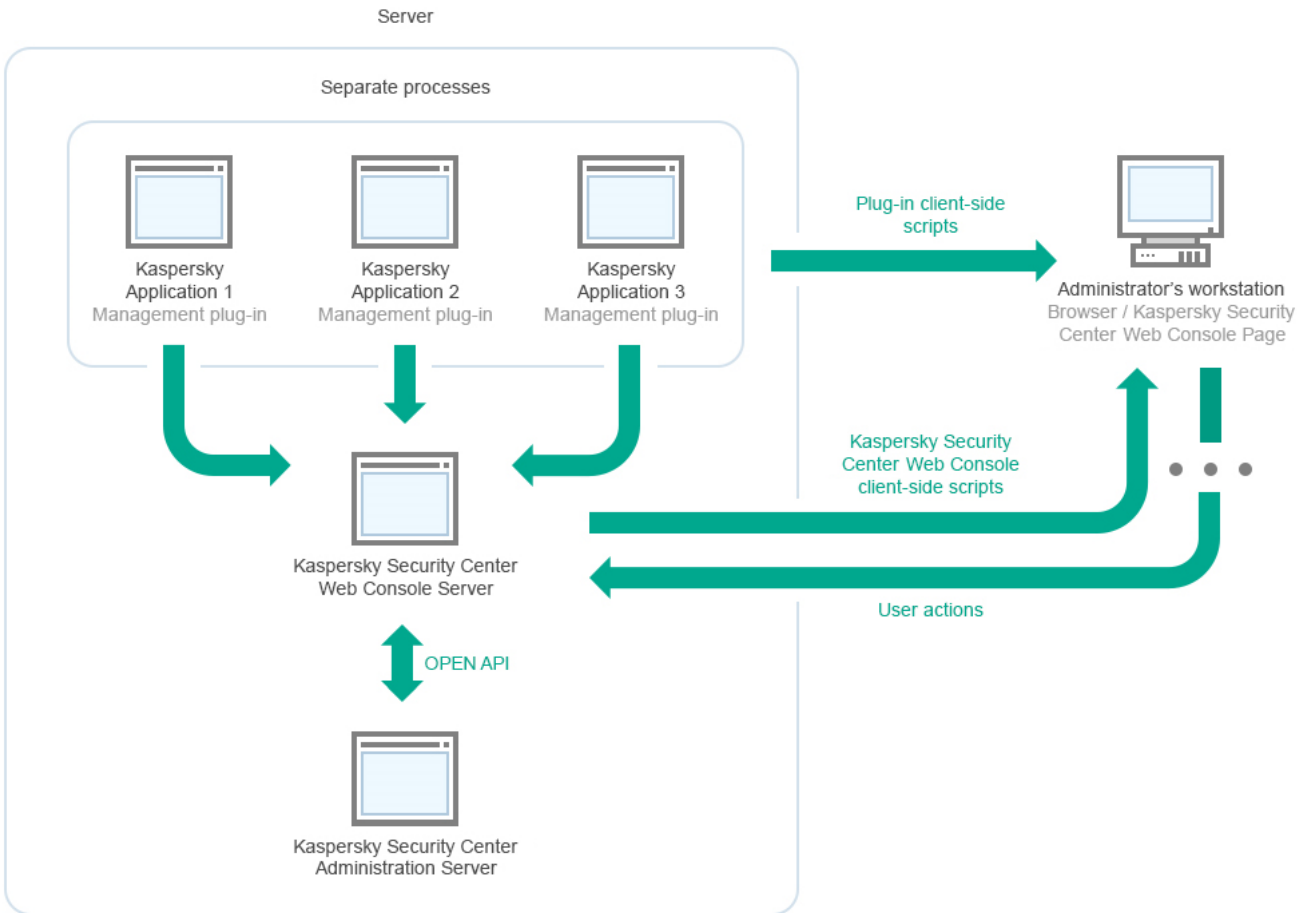 Server
Separate processes
Kaspersky
Application 1
Management plug-in
Kaspersky
Application 2
Management plug-in
Kaspersky
Application 3
Management plug-in
Plug-in client-side
scripts
Administrator's workstation
Browser / Kaspersky Security
Center Web Console Page
Kaspersky Security
Center Web Console
client-side scripts
Kaspersky Security Center
Web Console Server
User actions
OPEN API
Kaspersky Security Center
Administration Server